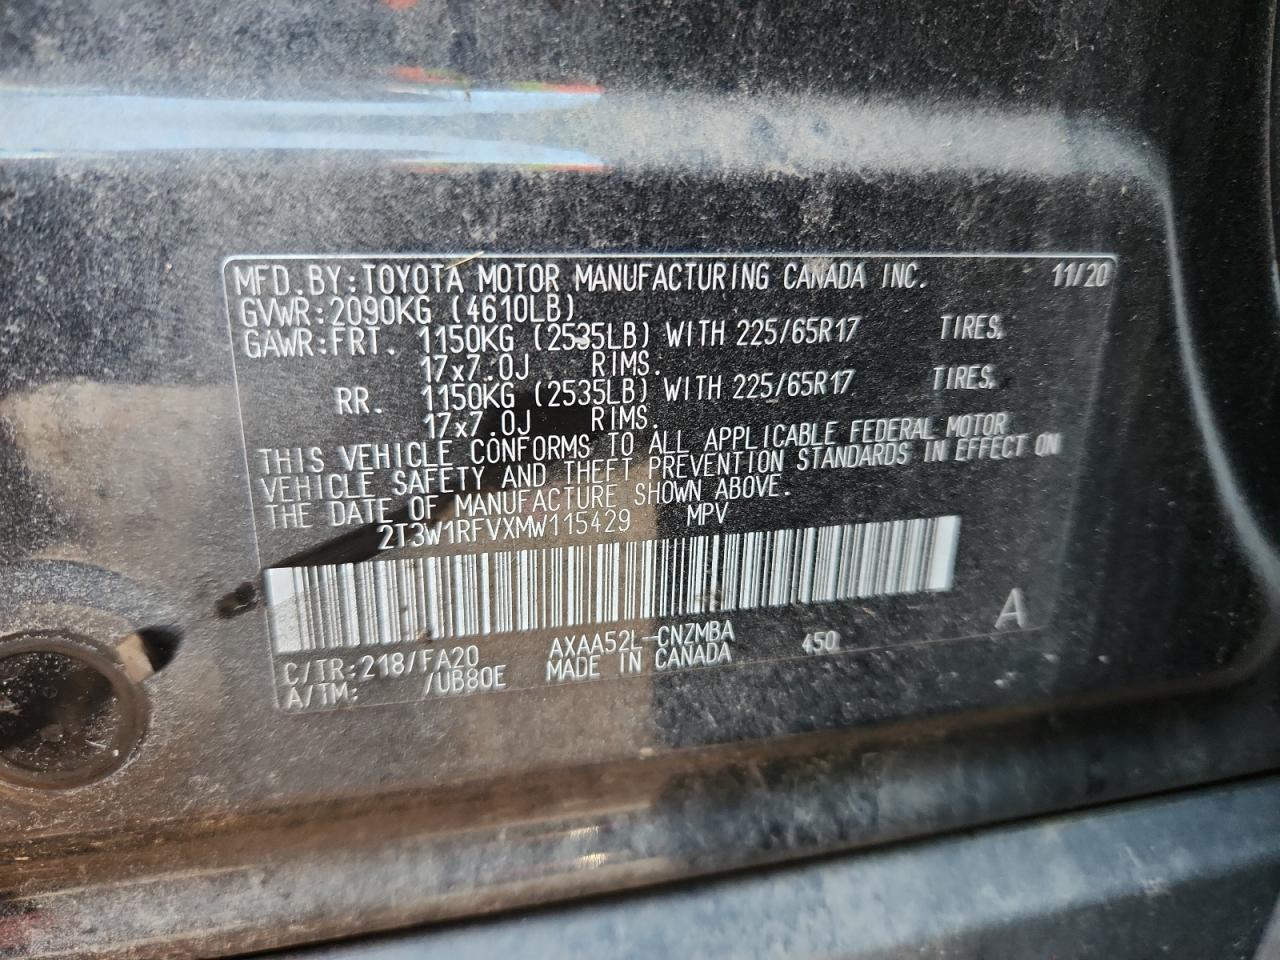 MFD.BY:TOYOTA MOTOR MANUFACTURING CANADA INC. 11/20
GVWR:2090KG (4610LB)
GAWR:FRT. 1150KG (2535LB) WITH 225/65R17 TIRES,
17x7.0J RIMS.
RR. 1150KG (2535LB) WITH 225/65R17 TIRES,
17x7.0J RIMS.
THIS VEHICLE CONFORMS TO ALL APPLICABLE FEDERAL MOTOR
VEHICLE SAFETY AND THEFT PREVENTION STANDARDS IN EFFECT ON
THE DATE OF MANUFACTURE SHOWN ABOVE.
2T3W1RFVXMW115429 MPV
A
C/TR:218/FA20 AXAA52L-CNZMBA 450
A/TM: /UB80E MADE IN CANADA